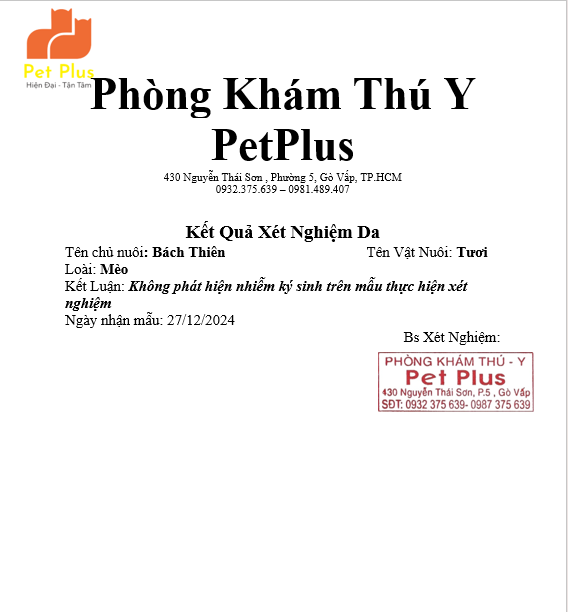 Pet Plus
Hiện Đại - Tận Tâm
Phòng Khám Thú Y
PetPlus
430 Nguyễn Thái Sơn , Phường 5, Gò Vấp, TP.HCM
0932.375.639 – 0981.489.407
Kết Quả Xét Nghiệm Da
Tên chủ nuôi: Bách Thiên Tên Vật Nuôi: Tươi
Loài: Mèo
Kết Luận: Không phát hiện nhiễm ký sinh trên mẫu thực hiện xét
nghiệm
Ngày nhận mẫu: 27/12/2024
Bs Xét Nghiệm:
PHÒNG KHÁM THÚ - Y
Pet Plus
430 Nguyễn Thái Sơn, P.5 , Gò Vấp
SĐT: 0932 375 639- 0987 375 639